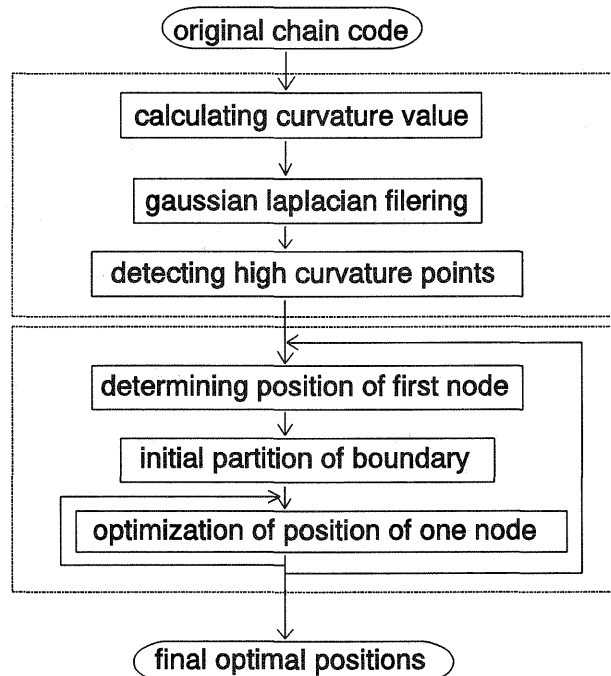 original chain code
calculating curvature value
gaussian laplacian filering
detecting high curvature points
determining position of first node
initial partition of boundary
optimization of position of one node
final optimal positions